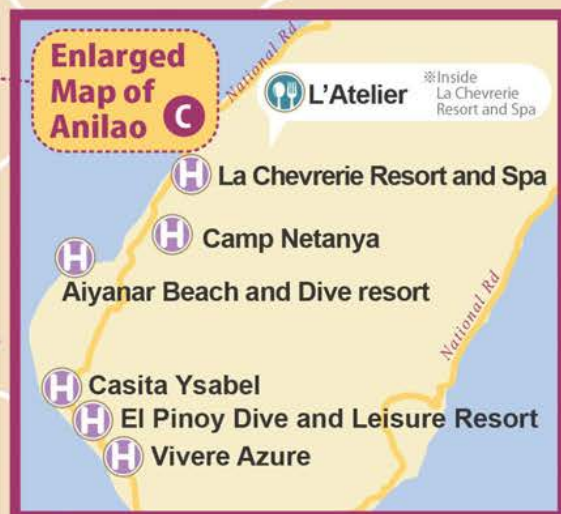 Enlarged
Map of
Anilao C
National Rd
L'Atelier
※Inside
La Chevrerie
Resort and Spa
H La Chevrerie Resort and Spa
H Camp Netanya
H
Aiyanar Beach and Dive resort
National Rd
H Casita Ysabel
H El Pinoy Dive and Leisure Resort
H Vivere Azure